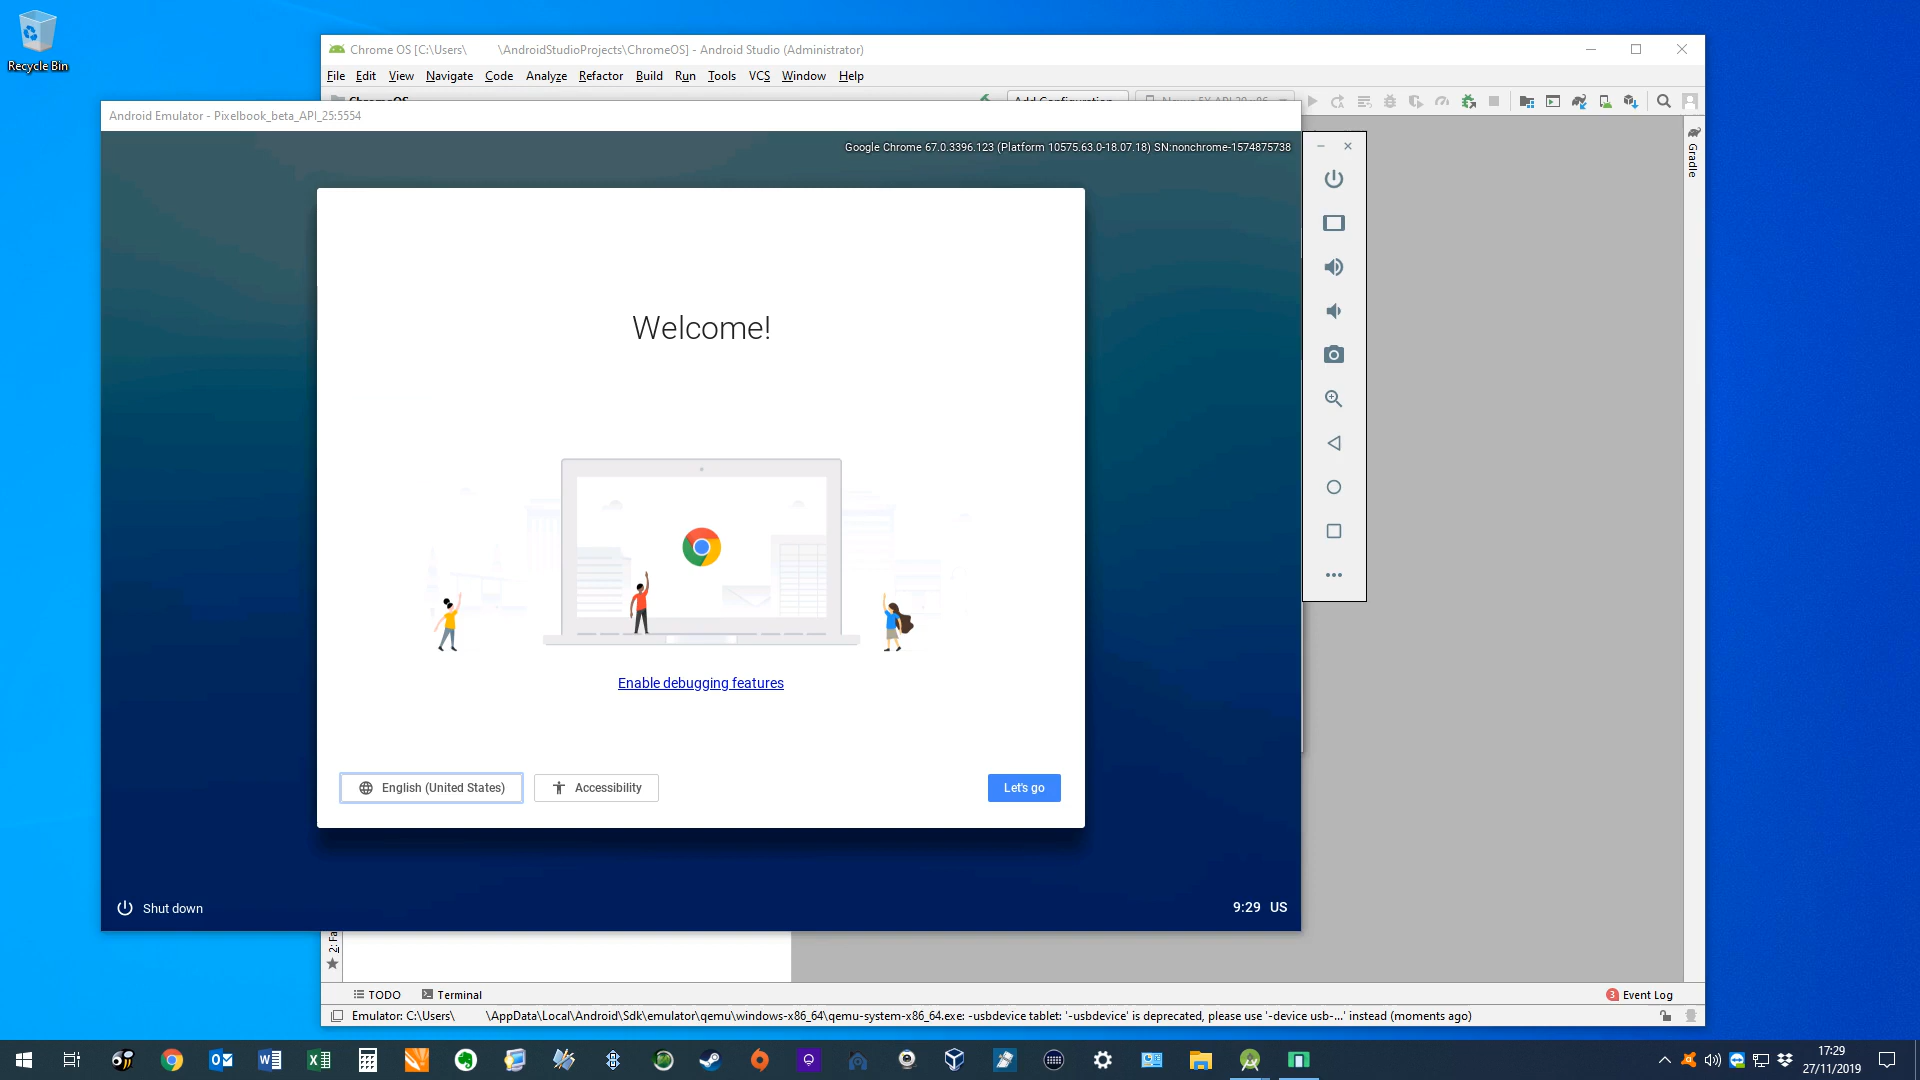 Recycle Bin
Chrome OS [C:\Users\ \AndroidStudioProjects\ChromeOS] - Android Studio (Administrator)
File Edit View Navigate Code Analyze Refactor Build Run Tools VCS Window Help
ChromeOS Add Configuration...
Android Emulator - Pixelbook_beta_API_25:5554
Google Chrome 67.0.3396.123 (Platform 10575.63.0-18.07.18) SN:nonchrome-1574875738
Gradle
Welcome!
Enable debugging features
English (United States) Accessibility Let's go
Shut down 9:29 US
TODO Terminal 3 Event Log
Emulator: C:\Users\ \AppData\Local\Android\Sdk\emulator\qemu\windows-x86_64\qemu-system-x86_64.exe: -usbdevice tablet: '-usbdevice' is deprecated, please use '-device usb-...' instead (moments ago)
17:29
27/11/2019